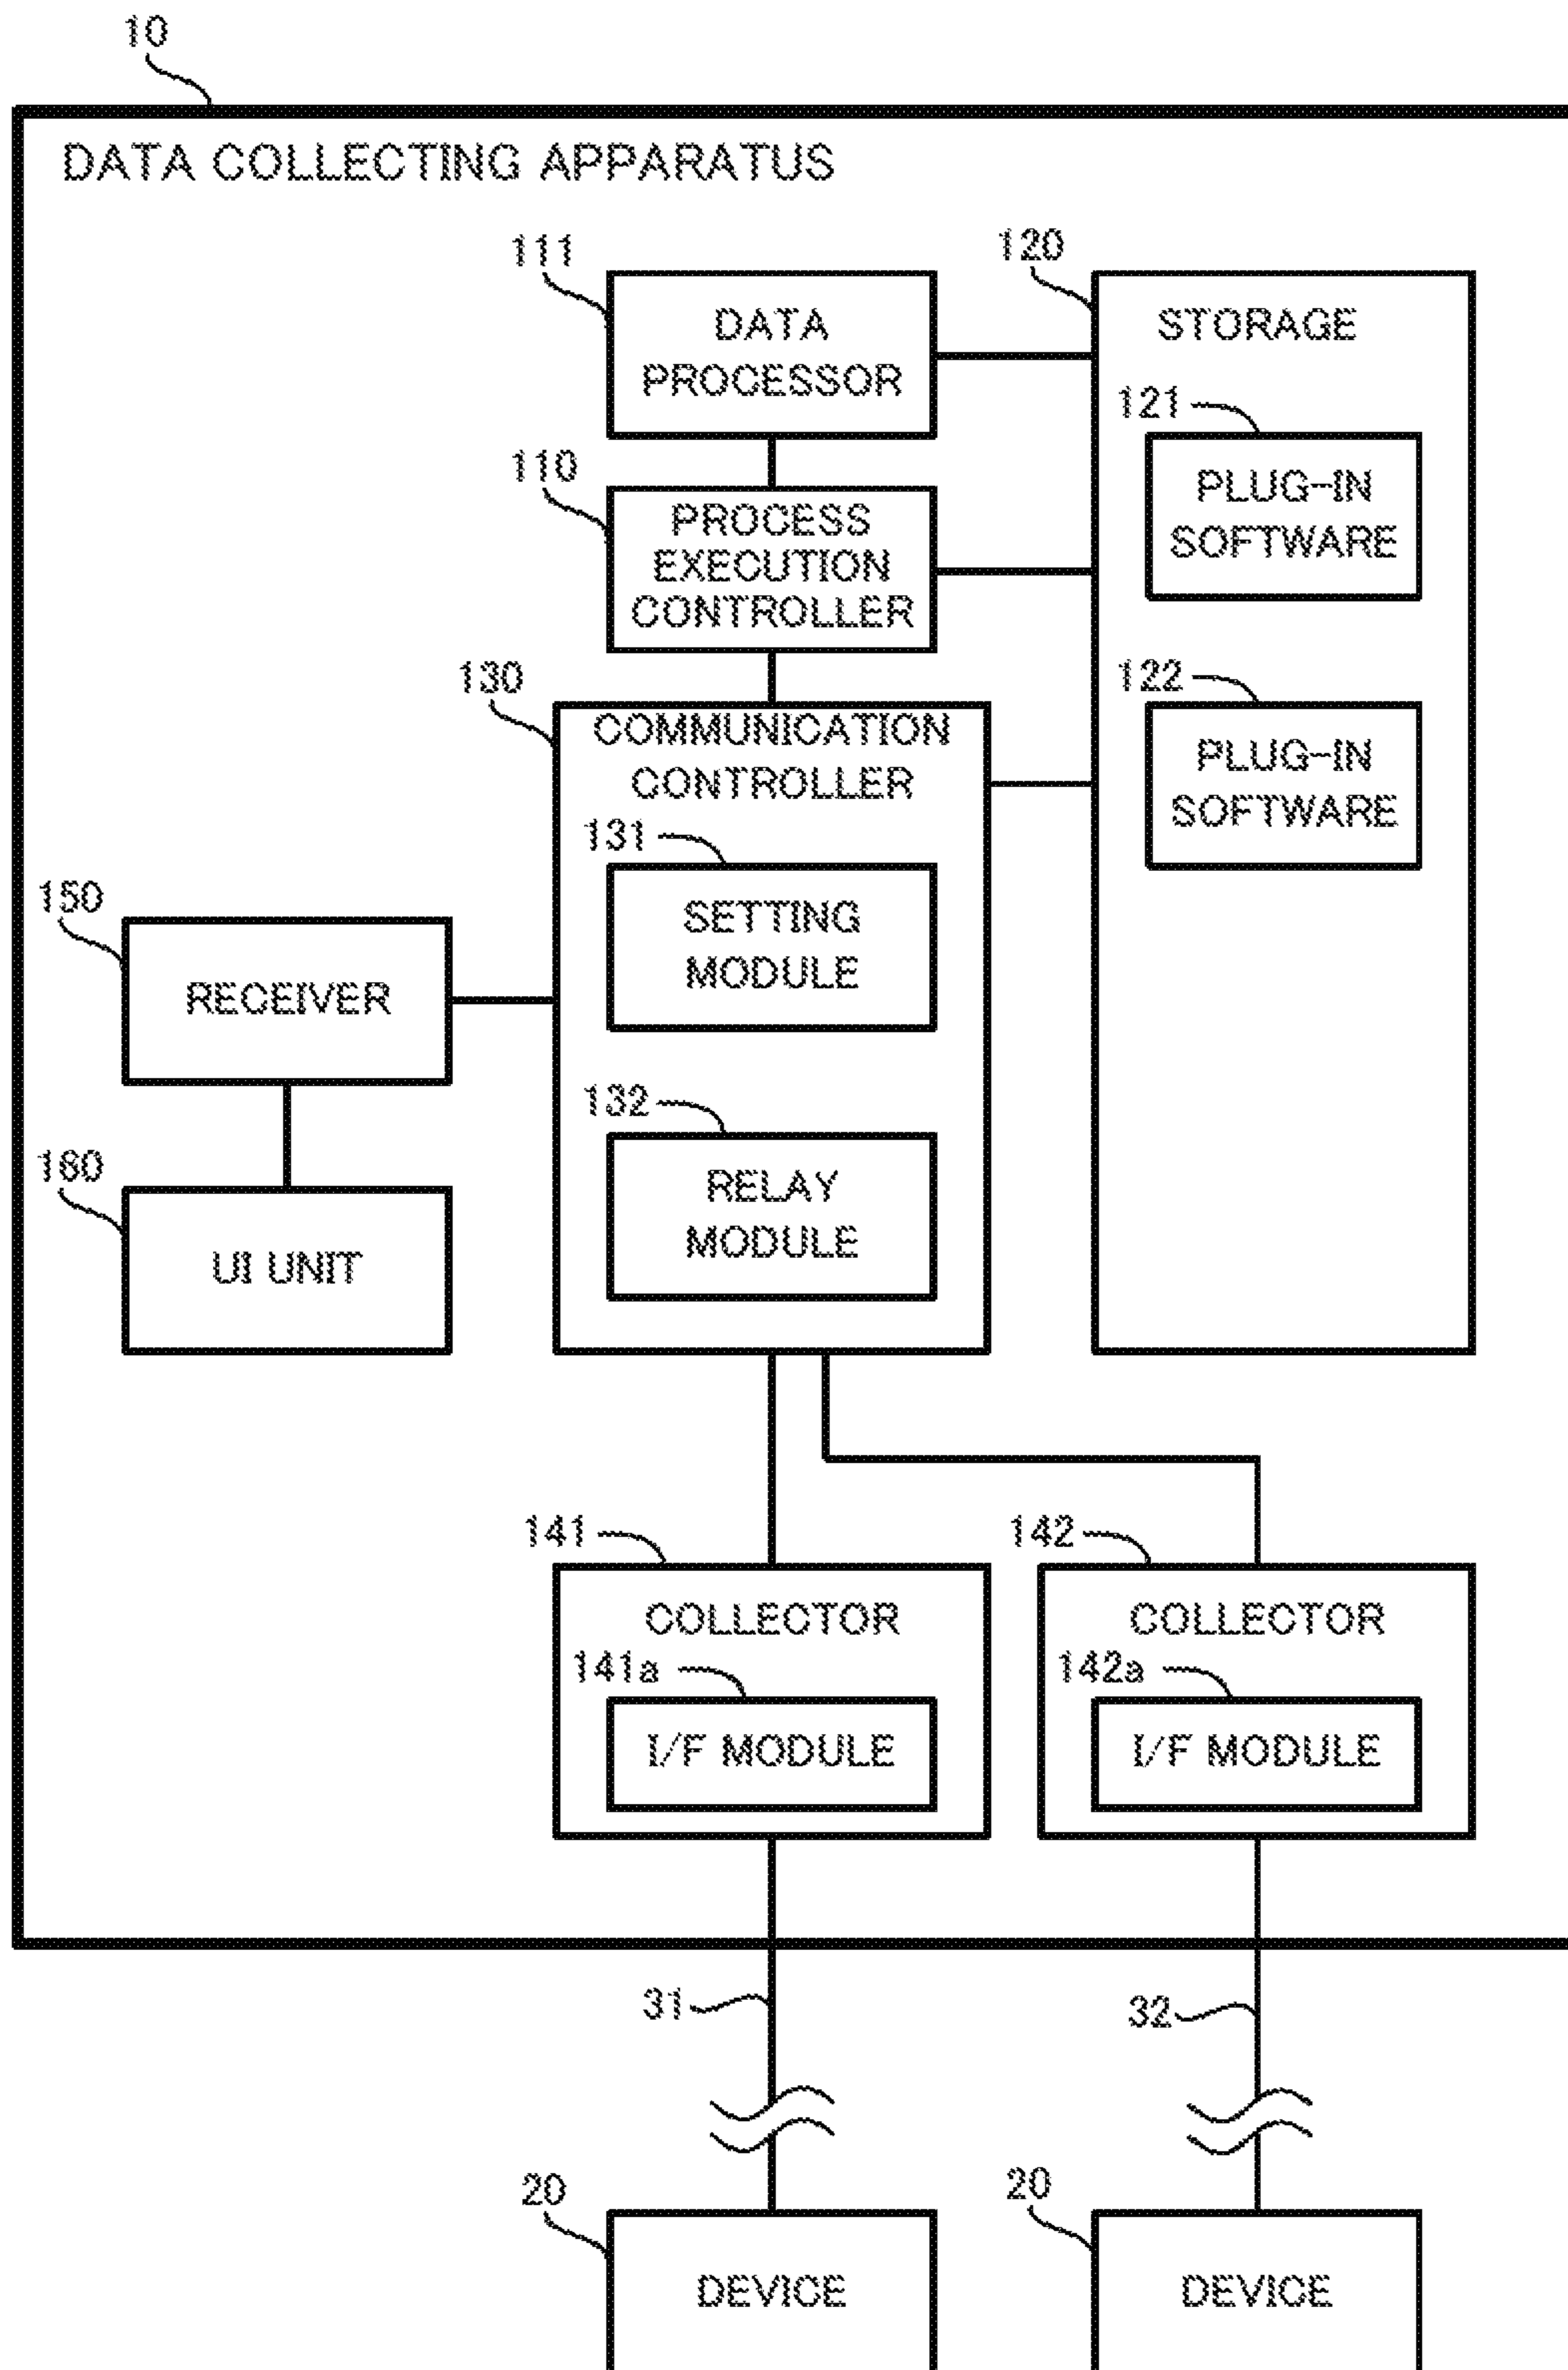 10
DATA COLLECTING APPARATUS
111
DATA
PROCESSOR
120
STORAGE
121
PLUG-IN
SOFTWARE
110
PROCESS
EXECUTION
CONTROLLER
122
PLUG-IN
SOFTWARE
130
COMMUNICATION
CONTROLLER
131
SETTING
MODULE
150
RECEIVER
132
RELAY
MODULE
160
UI UNIT
141
COLLECTOR
141a
I/F MODULE
142
COLLECTOR
142a
I/F MODULE
31
32
20
DEVICE
20
DEVICE